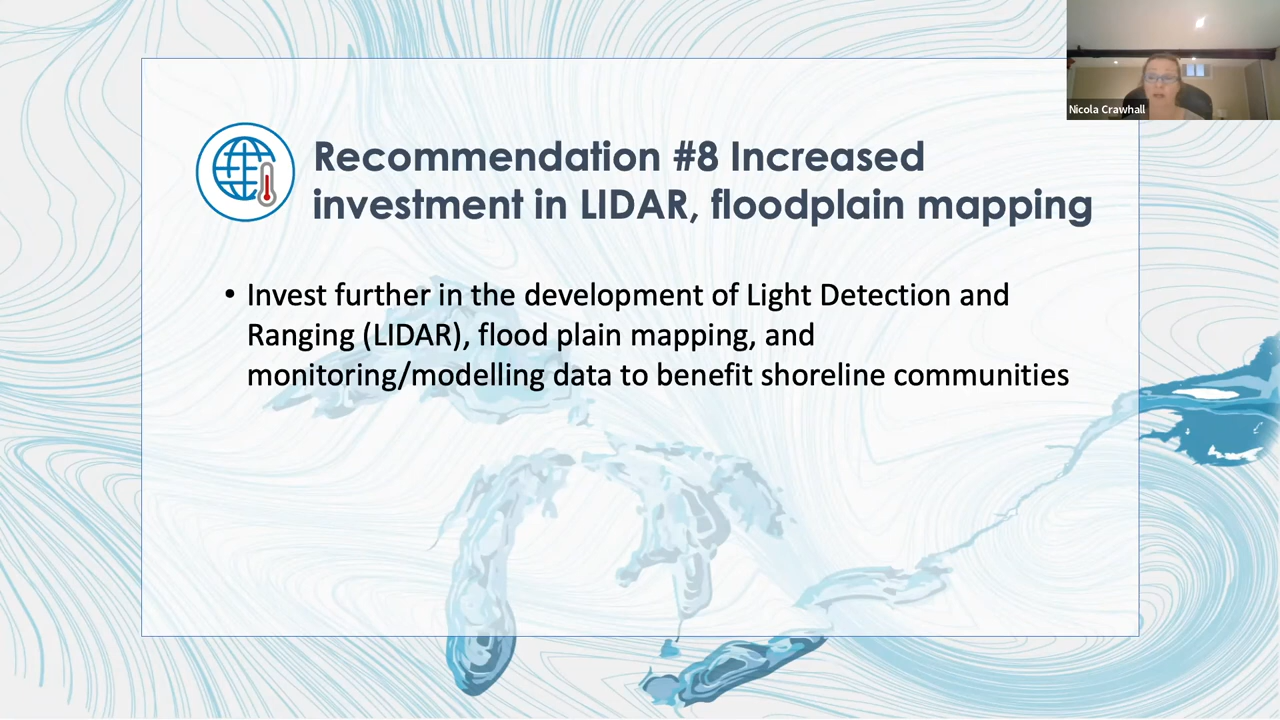 Nicola Crawhall
Recommendation #8 Increased
investment in LIDAR, floodplain mapping
• Invest further in the development of Light Detection and
Ranging (LIDAR), flood plain mapping, and
monitoring/modelling data to benefit shoreline communities